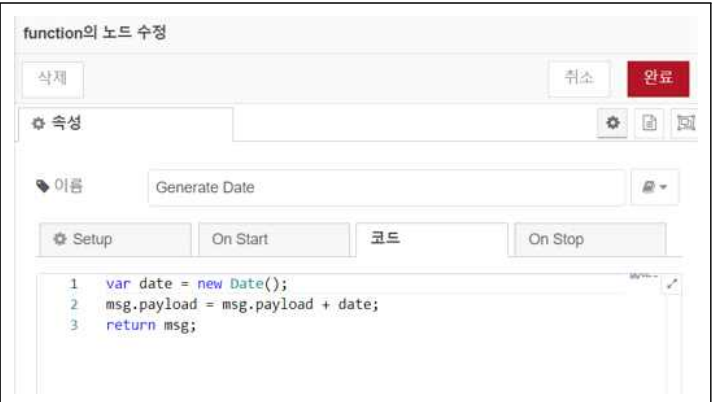 function의 노드 수정
삭제
취소
완료
속성
이름
Generate Date
Setup
On Start
코드
On Stop
1 var date = new Date();
2 msg.payload = msg.payload + date;
3 return msg;